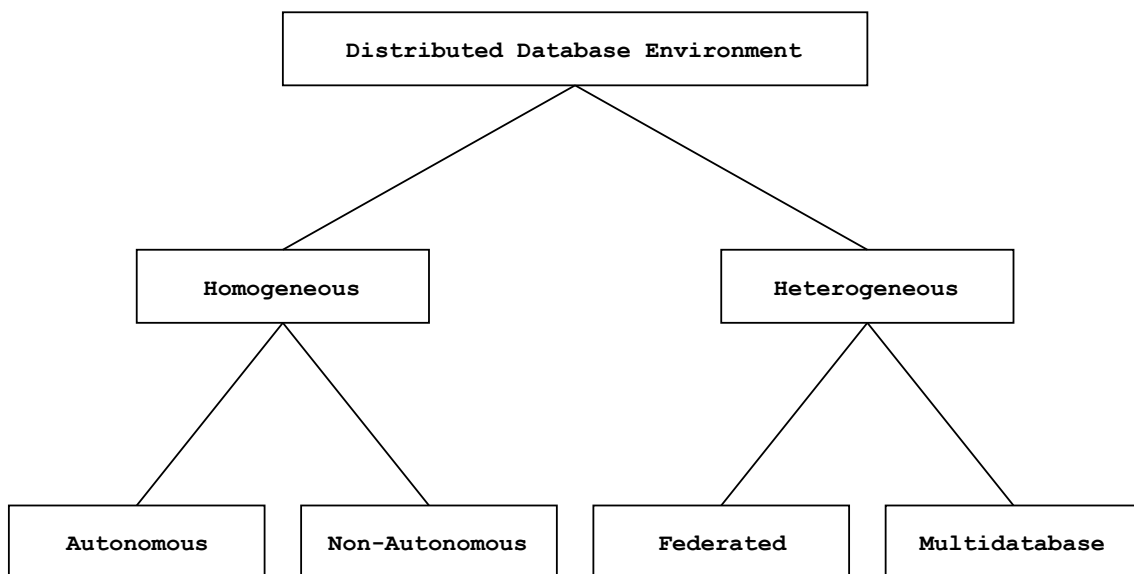 Distributed Database Environment
Homogeneous
Heterogeneous
Autonomous
Non-Autonomous
Federated
Multidatabase